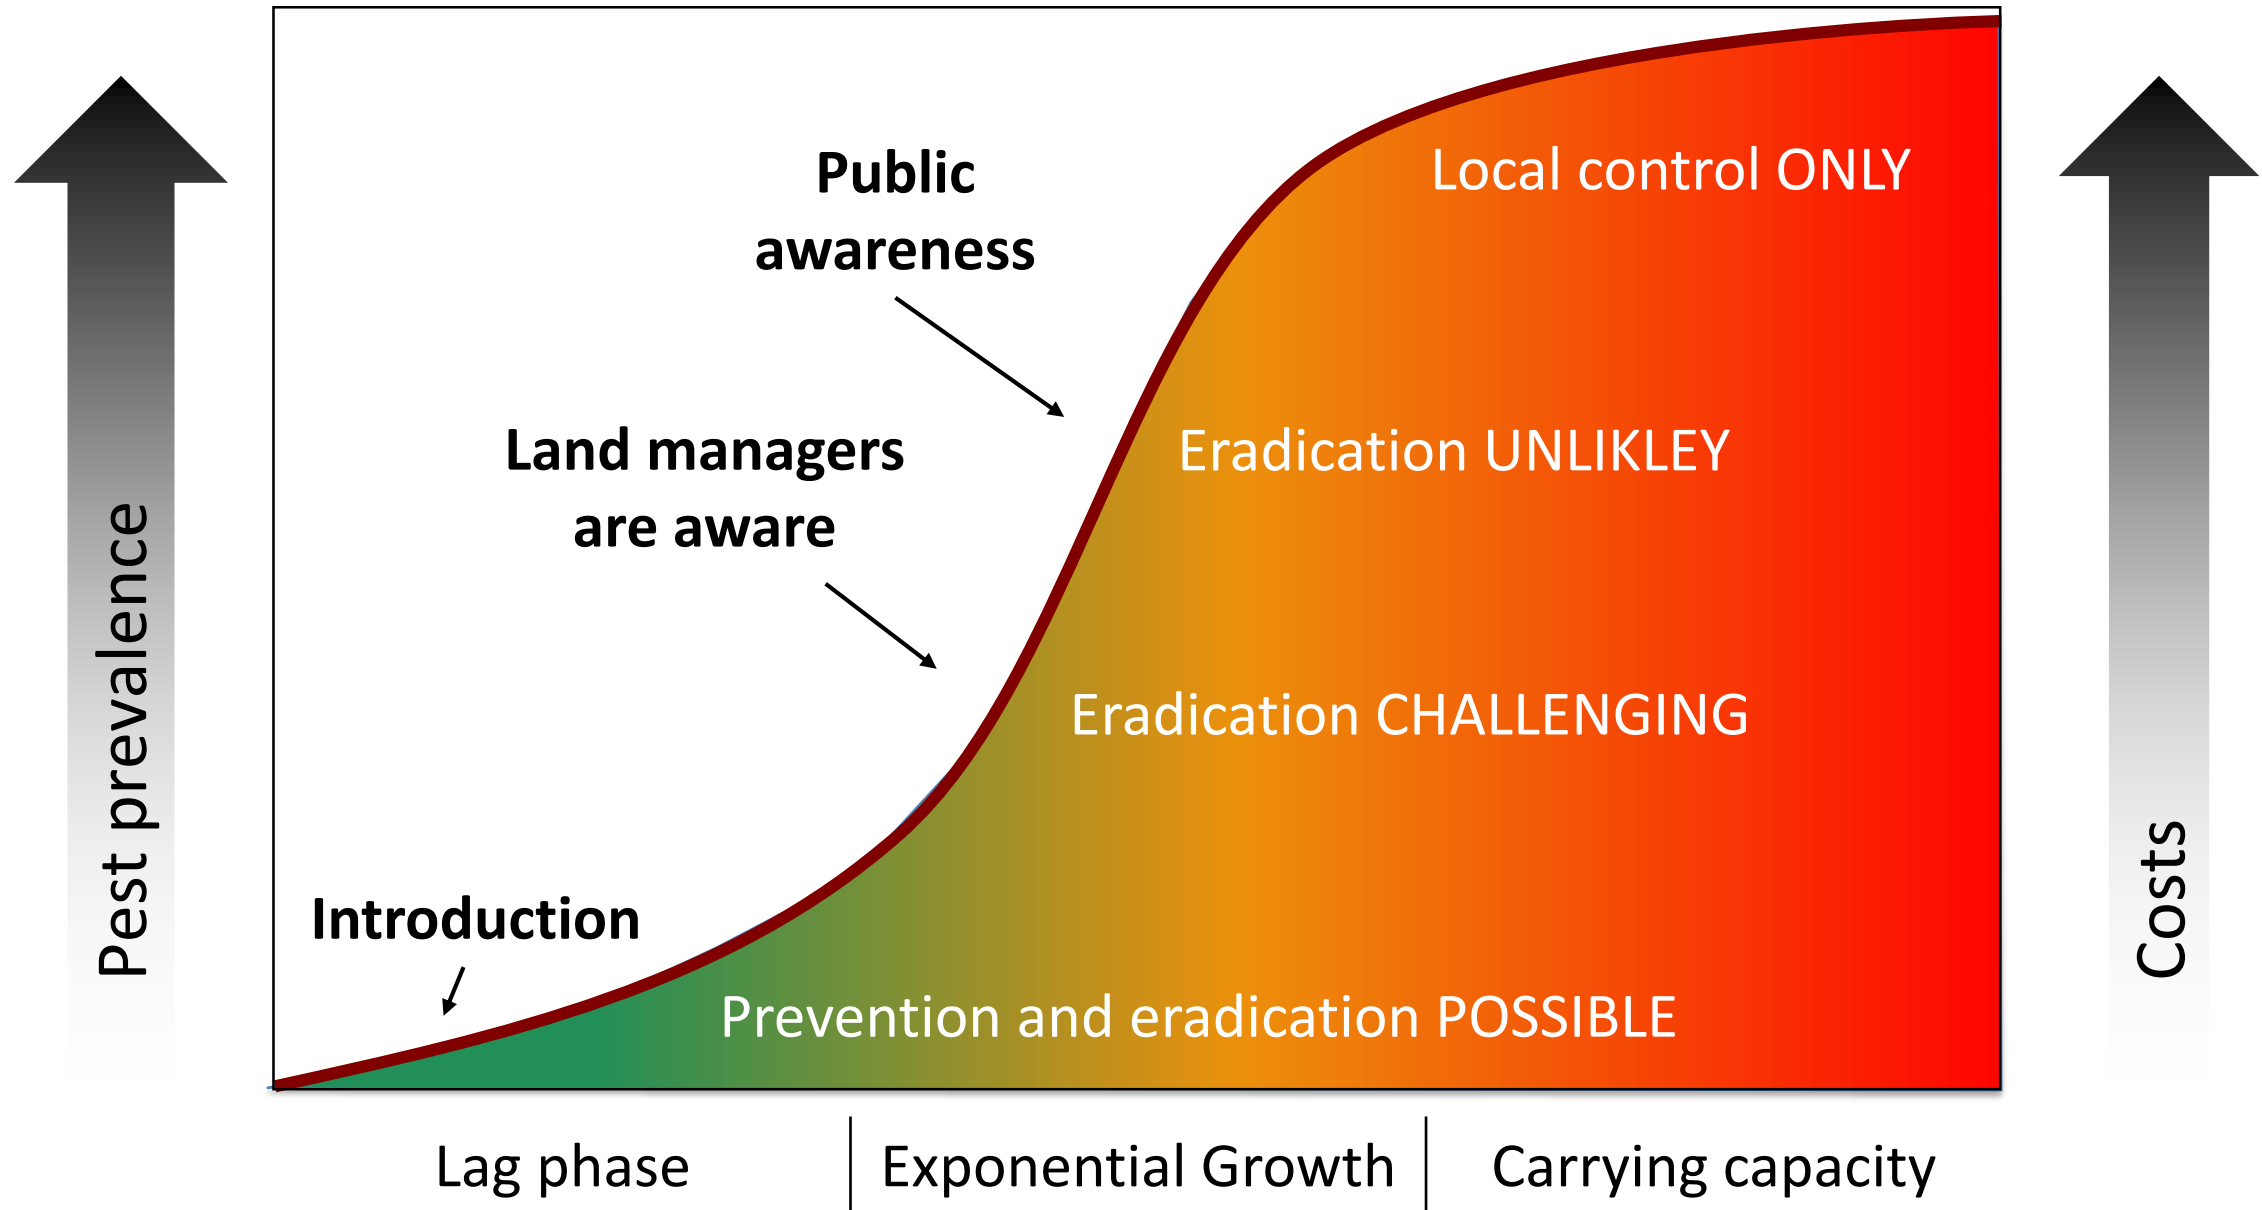 Public
awareness
Local control ONLY
Land managers
are aware
Eradication UNLIKLEY
Eradication CHALLENGING
Introduction
Prevention and eradication POSSIBLE
Pest prevalence
Costs
Lag phase
Exponential Growth
Carrying capacity